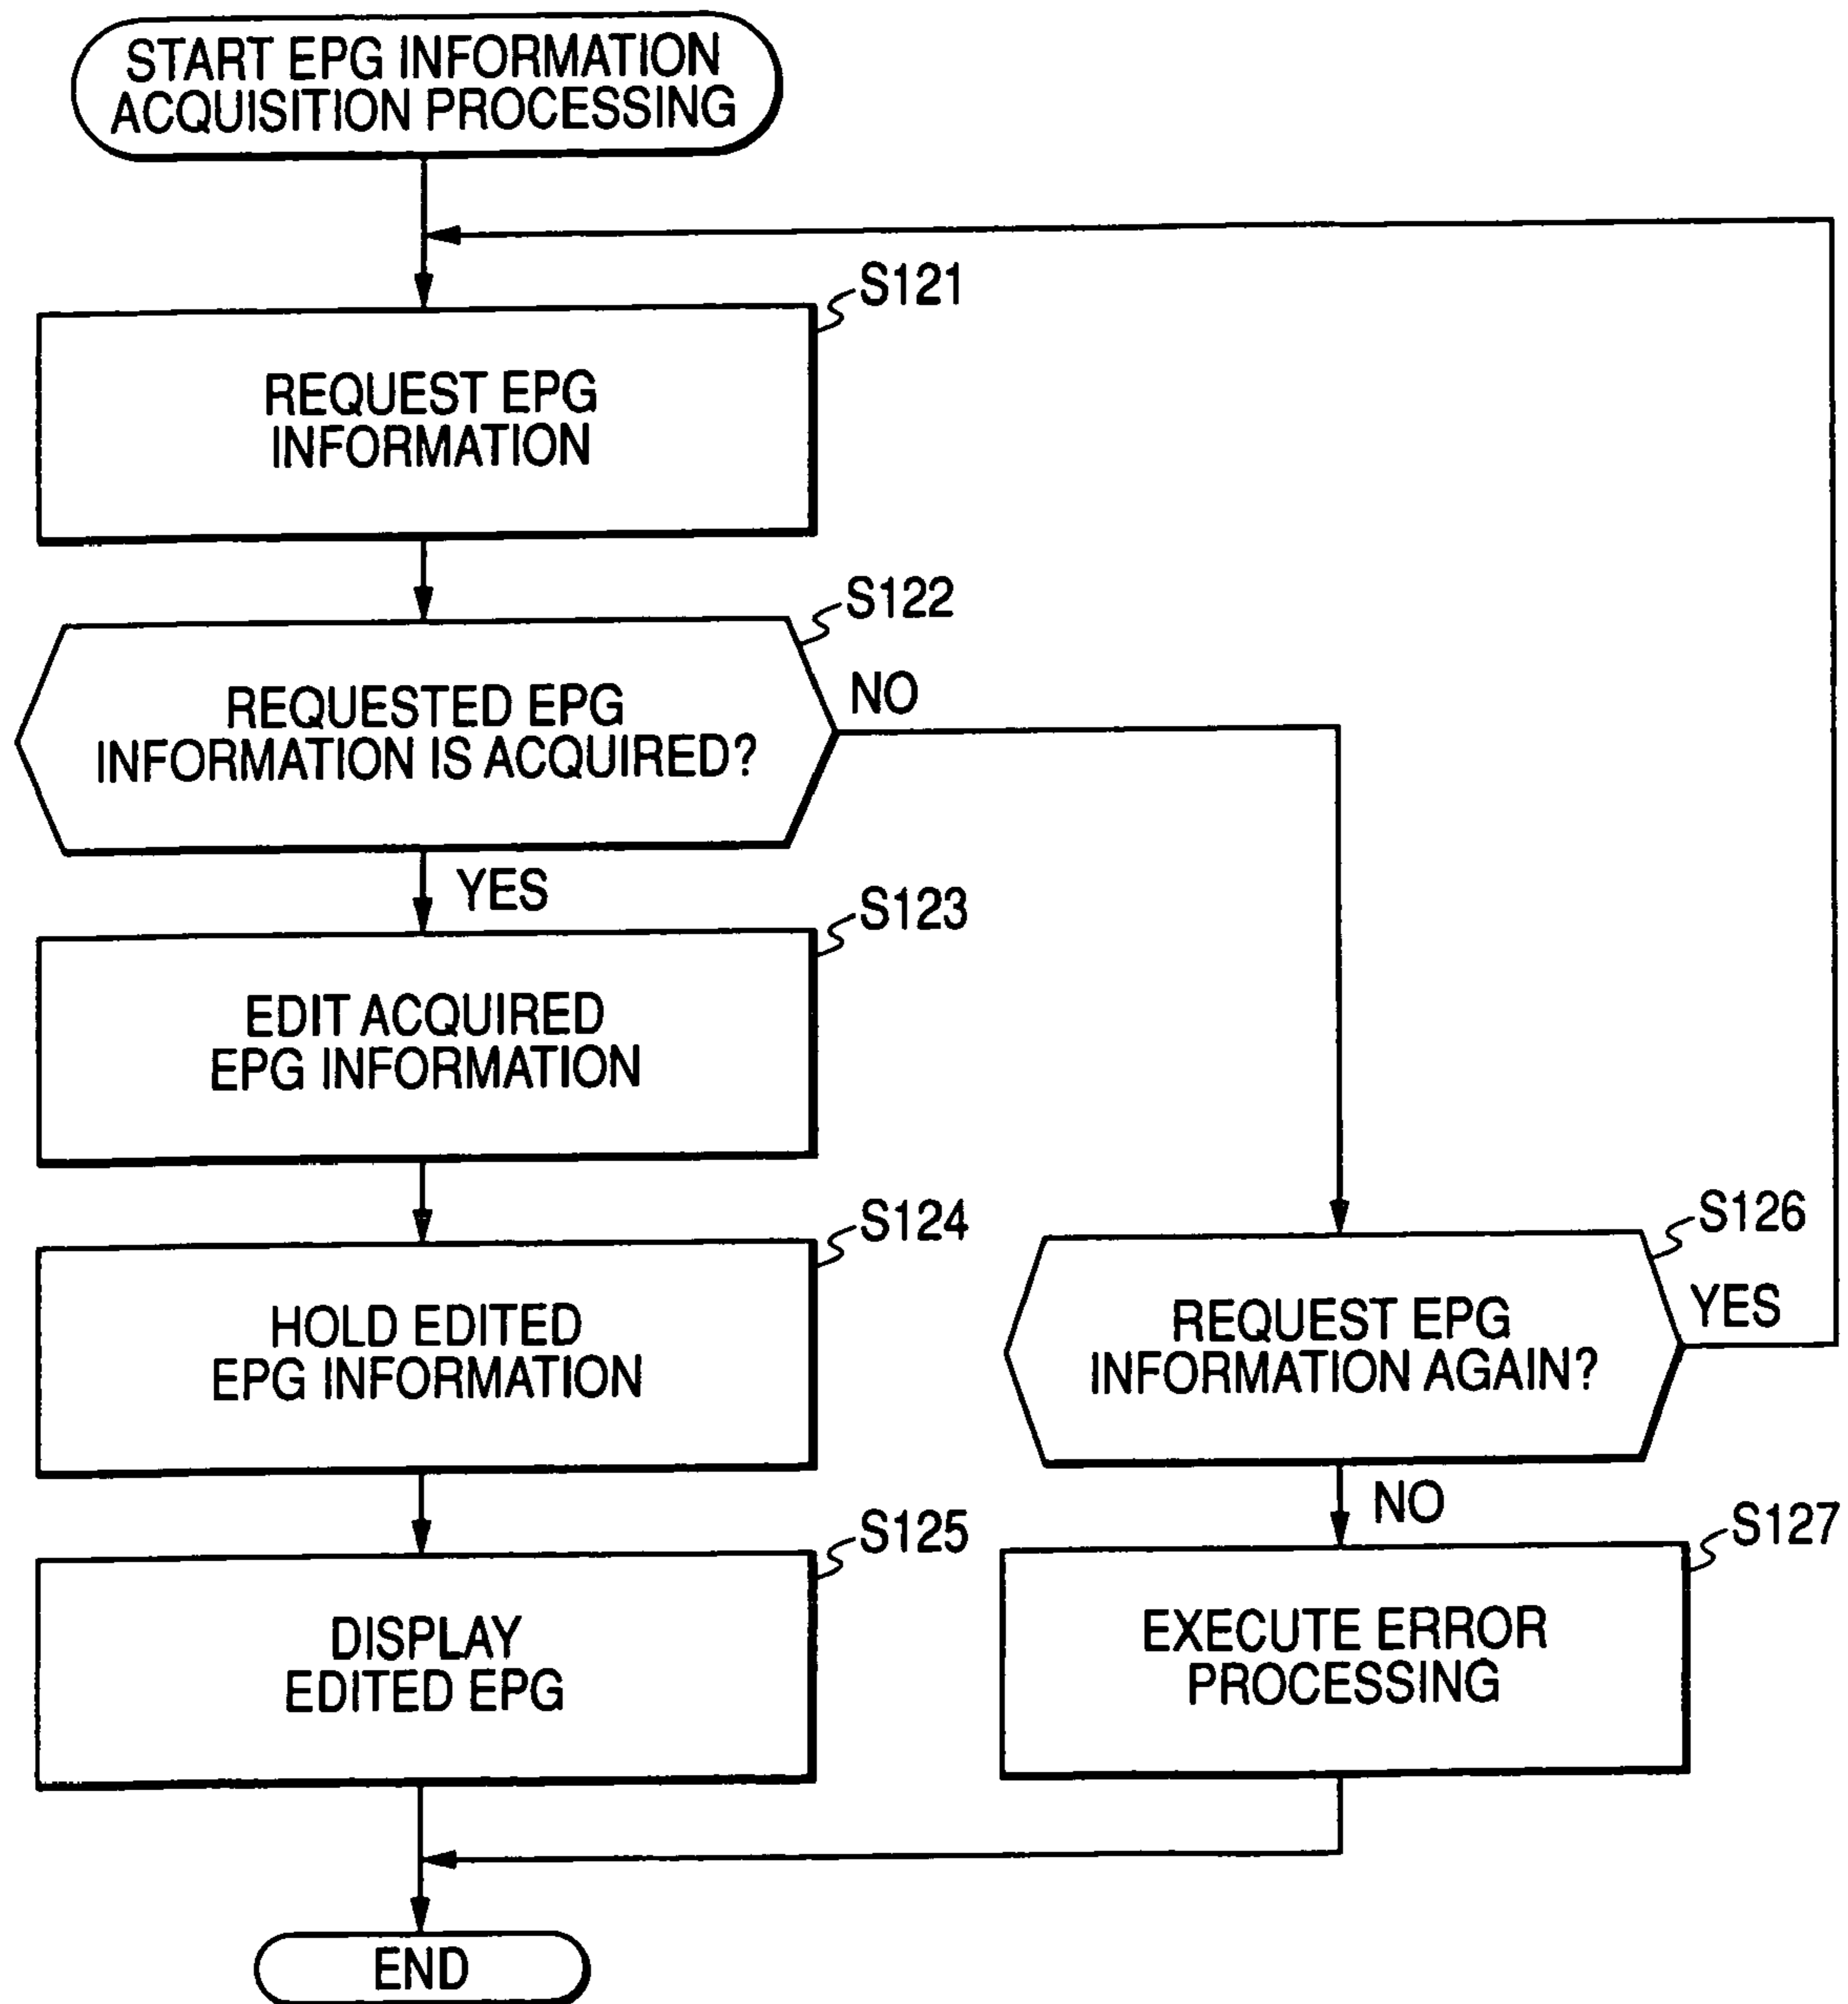 START EPG INFORMATION
ACQUISITION PROCESSING
S121
REQUEST EPG
INFORMATION
S122
REQUESTED EPG
INFORMATION IS ACQUIRED?
NO
YES
S123
EDIT ACQUIRED
EPG INFORMATION
S124
HOLD EDITED
EPG INFORMATION
S125
DISPLAY
EDITED EPG
S126
REQUEST EPG
INFORMATION AGAIN?
YES
NO
S127
EXECUTE ERROR
PROCESSING
END